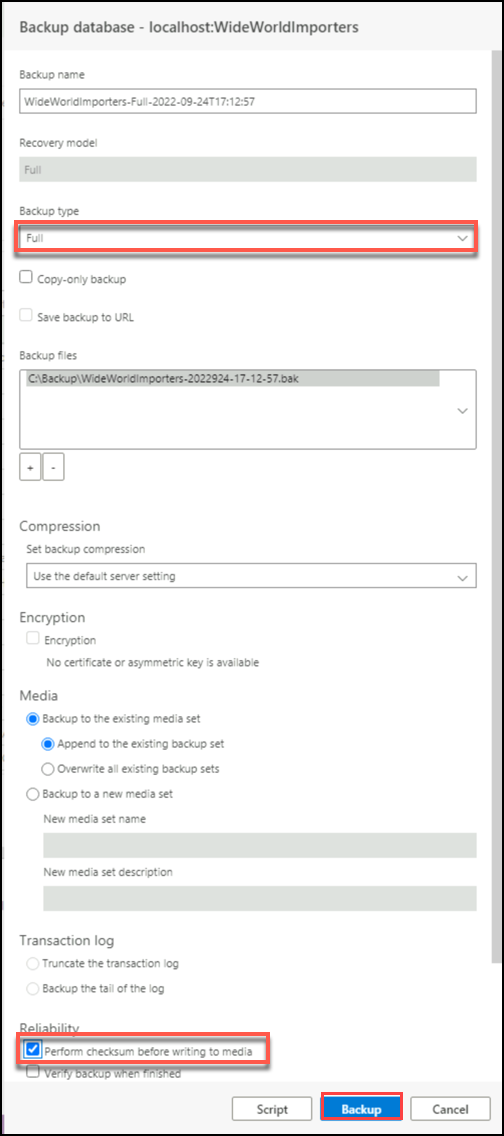 Backup database - localhost:WideWorldImporters
Backup name
WideWorldImporters-Full-2022-09-24T17:12:57
Recovery model
Full
Backup type
Full
Copy-only backup
Save backup to URL
Backup files
C:\Backup\WideWorldImporters-2022924-17-12-57.bak
+ -
Compression
Set backup compression
Use the default server setting
Encryption
Encryption
No certificate or asymmetric key is available
Media
Backup to the existing media set
Append to the existing backup set
Overwrite all existing backup sets
Backup to a new media set
New media set name
New media set description
Transaction log
Truncate the transaction log
Backup the tail of the log
Reliability
Perform checksum before writing to media
Verify backup when finished
Script Backup Cancel